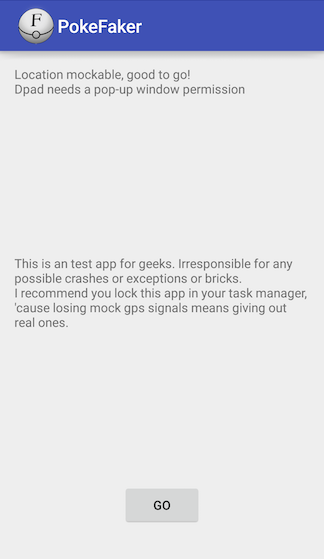 F
PokeFaker
Location mockable, good to go!
Dpad needs a pop-up window permission
This is an test app for geeks. Irresponsible for any
possible crashes or exceptions or bricks.
I recommend you lock this app in your task manager,
'cause losing mock gps signals means giving out
real ones.
GO